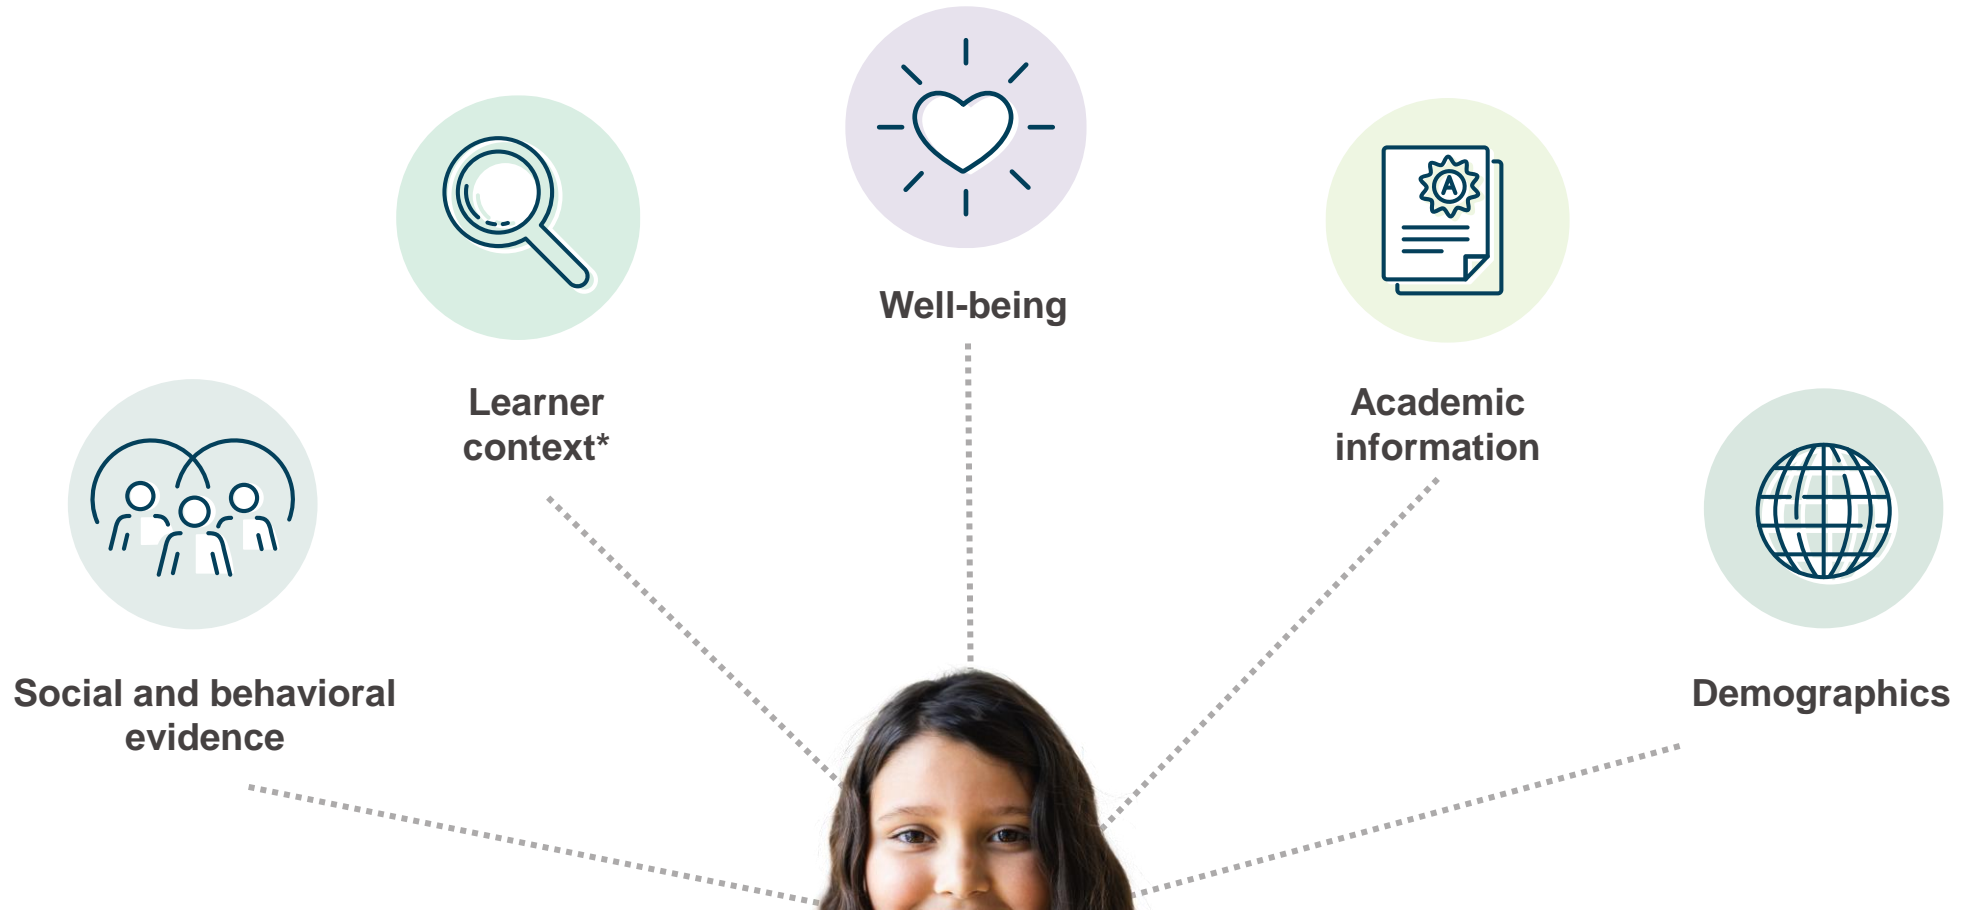 Well-being
Learner
context*
Academic
information
Social and behavioral
evidence
Demographics
A